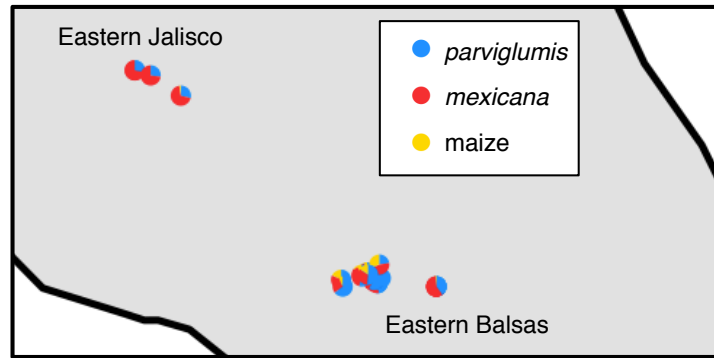 Eastern Jalisco
parviglumis
mexicana
maize
Eastern Balsas